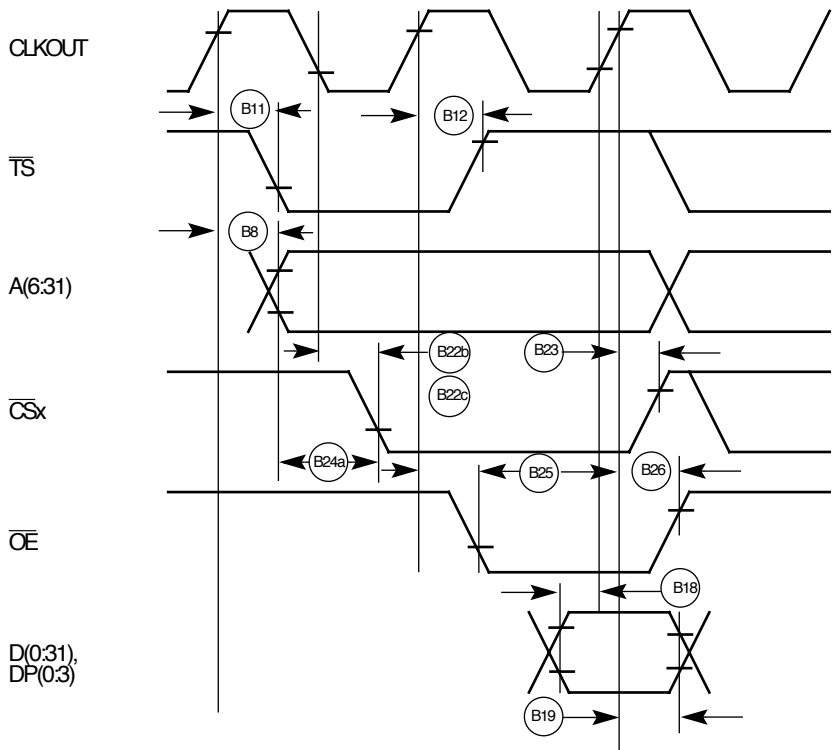 CLKOUT
B11
B12
TS
B8
A(6:31)
B22b
B23
B22c
CSx
B24a
B25
B26
OE
B18
D(0:31),
DP(0:3)
B19